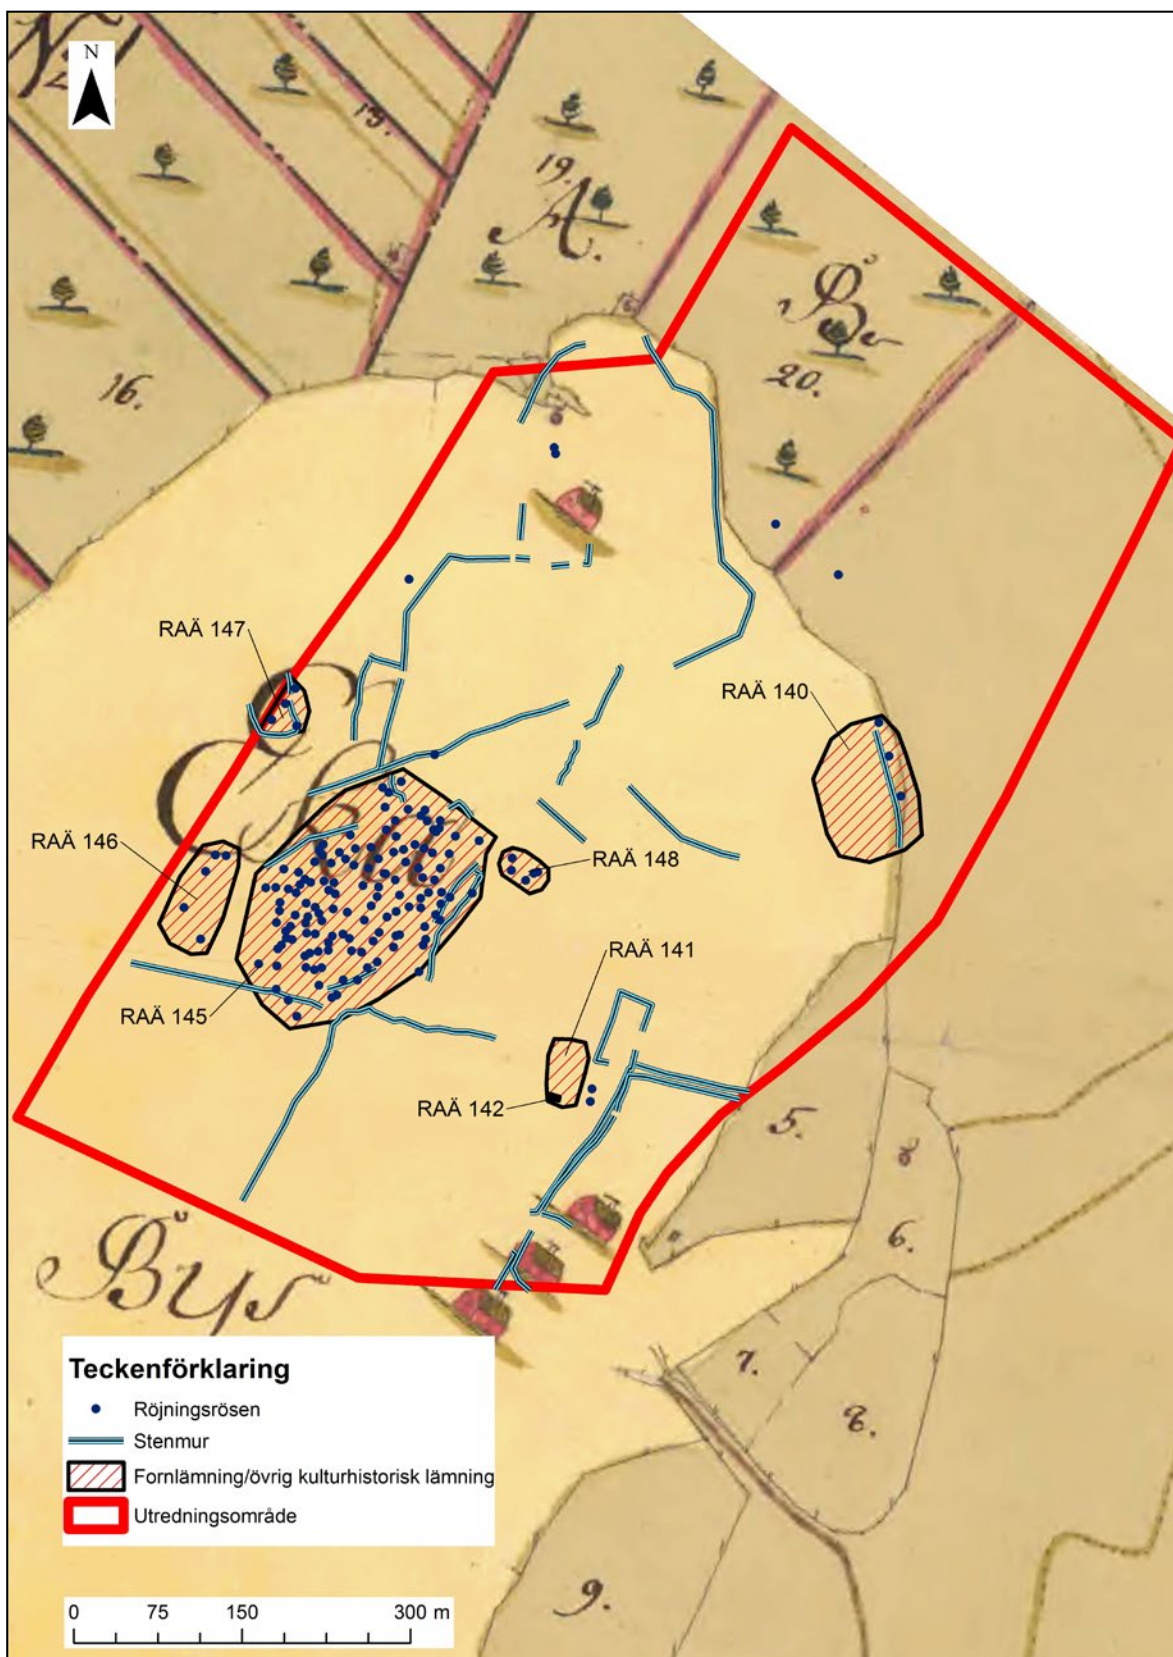 N
19.
19.
A.
20.
16.
RAÄ 147
RAÄ 140
RAÄ 146
RAÄ 148
RAÄ 141
RAÄ 145
RAÄ 142
5.
6.
Bys
7.
8.
9.
Teckenförklaring
Röjningsrösen
Stenmur
Fornlämning/övrig kulturhistorisk lämning
Utredningsområde
0 75 150 300 m